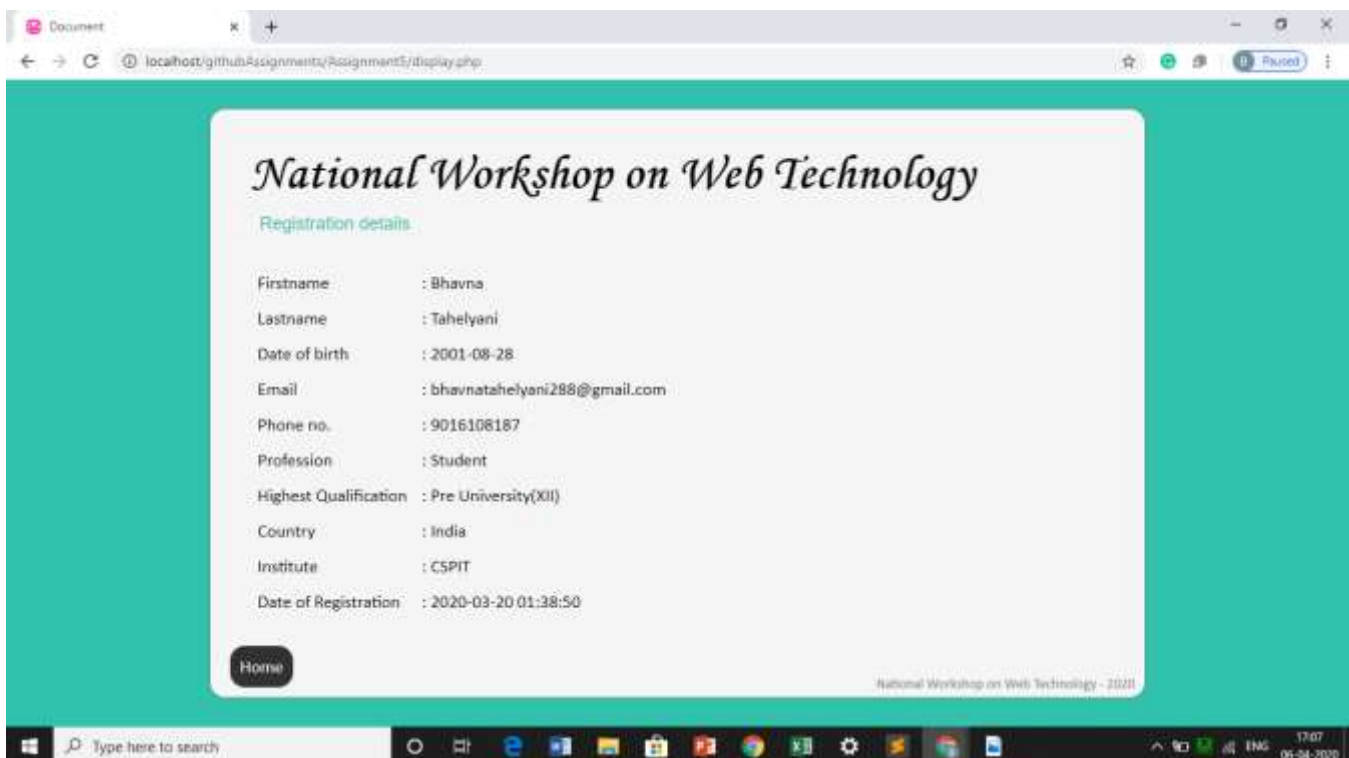 Document
localhost/githubAssignments/Assignment5/display.php
Paused
National Workshop on Web Technology
Registration details
Firstname : Bhavna
Lastname : Tahelyani
Date of birth : 2001-08-28
Email : bhavnatahelyani288@gmail.com
Phone no. : 9016108187
Profession : Student
Highest Qualification : Pre University(XII)
Country : India
Institute : CSPIT
Date of Registration : 2020-03-20 01:38:50
Home
National Workshop on Web Technology - 2020
Type here to search
ENG
17:07
06-04-2020